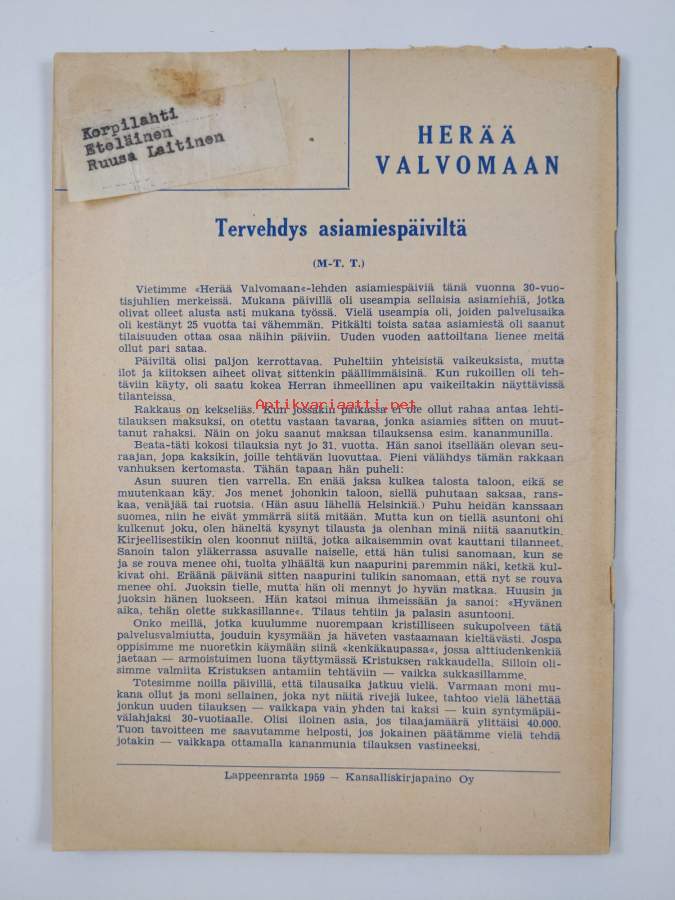 Korpilahti
Eteläinen
Ruusa Laitinen
HERÄÄ
VALVOMAAN
Tervehdys asiamiespäiviltä
(M-T. T.)
Vietimme «Herää Valvomaan«-lehden asiamiespäiviä tänä vuonna 30-vuo-
tisjuhlien merkeissä. Mukana päivillä oli useampia sellaisia asiamiehiä, jotka
olivat olleet alusta asti mukana työssä. Vielä useampia oli, joiden palvelusaika
oli kestänyt 25 vuotta tai vähemmän. Pitkälti toista sataa asiamiestä oli saanut
tilaisuuden ottaa osaa näihin päiviin. Uuden vuoden aattoiltana lienee meitä
ollut pari sataa.
Päiviltä olisi paljon kerrottavaa. Puheltiin yhteisistä vaikeuksista, mutta
ilot ja kiitoksen aiheet olivat sittenkin päällimmäisinä. Kun rukoillen oli teh-
täviin käyty, oli saatu kokea Herran ihmeellinen apu vaikeiltakin näyttävissä
tilanteissa.
Rakkaus on kekseliäs. Kun jossakin paikassa ei ole ollut rahaa antaa lehti-
tilauksen maksuksi, on otettu vastaan tavaraa, jonka asiamies sitten on muut-
tanut rahaksi. Näin on joku saanut maksaa tilauksensa esim. kananmunilla.
Antikvariaatti.net
Beata-täti kokosi tilauksia nyt jo 31. vuotta. Hän sanoi itsellään olevan seu-
raajan, jopa kaksikin, joille tehtävän luovuttaa. Pieni välähdys tämän rakkaan
vanhuksen kertomasta. Tähän tapaan hän puheli:
Asun suuren tien varrella. En enää jaksa kulkea talosta taloon, eikä se
muutenkaan käy. Jos menet johonkin taloon, siellä puhutaan saksaa, rans-
kaa, venäjää tai ruotsia. (Hän asuu lähellä Helsinkiä.) Puhu heidän kanssaan
suomea, niin he eivät ymmärrä siitä mitään. Mutta kun on tiellä asuntoni ohi
kulkenut joku, olen häneltä kysynyt tilausta ja olenhan minä niitä saanutkin.
Kirjeellisestikin olen koonnut niiltä, jotka aikaisemmin ovat kauttani tilanneet.
Sanoin talon yläkerrassa asuvalle naiselle, että hän tulisi sanomaan, kun se
ja se rouva menee ohi, tuolta ylhäältä kun naapurini paremmin näki, ketkä kul-
kivat ohi. Eräänä päivänä sitten naapurini tulikin sanomaan, että nyt se rouva
menee ohi. Juoksin tielle, mutta hän oli mennyt jo hyvän matkaa. Huusin ja
juoksin hänen luokseen. Hän katsoi minua ihmeissään ja sanoi: «Hyvänen
aika, tehän olette sukkasillanne«. Tilaus tehtiin ja palasin asuntooni.
Onko meillä, jotka kuulumme nuorempaan kristilliseen sukupolveen tätä
palvelusvalmiutta, jouduin kysymään ja häveten vastaamaan kieltävästi. Jospa
oppisimme me nuoretkin käymään siinä «kenkäkaupassa«, jossa alttiudenkenkiä
jaetaan — armoistuimen luona täyttymässä Kristuksen rakkaudella. Silloin oli-
simme valmiita Kristuksen antamiin tehtäviin — vaikka sukkasillamme.
Totesimme noilla päivillä, että tilausaika jatkuu vielä. Varmaan moni mu-
kana ollut ja moni sellainen, joka nyt näitä rivejä lukee, tahtoo vielä lähettää
jonkun uuden tilauksen — vaikkapa vain yhden tai kaksi — kuin syntymäpäi-
välahjaksi 30-vuotiaalle. Olisi iloinen asia, jos tilaajamäärä ylittäisi 40.000.
Tuon tavoitteen me saavutamme helposti, jos jokainen päätämme vielä tehdä
jotakin — vaikkapa ottamalla kananmunia tilauksen vastineeksi.
Lappeenranta 1959 — Kansalliskirjapaino Oy